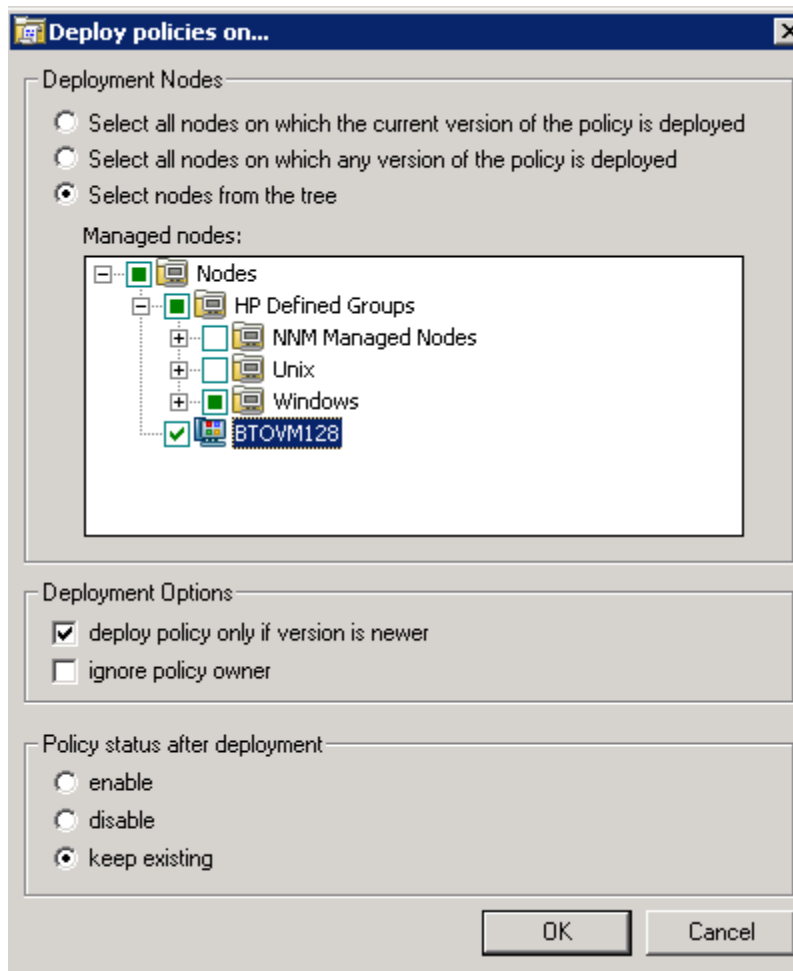 Deploy policies on...
Deployment Nodes
Select all nodes on which the current version of the policy is deployed
Select all nodes on which any version of the policy is deployed
Select nodes from the tree
Managed nodes:
Nodes
HP Defined Groups
NNM Managed Nodes
Unix
Windows
BTOVM128
Deployment Options
deploy policy only if version is newer
ignore policy owner
Policy status after deployment
enable
disable
keep existing
OK Cancel